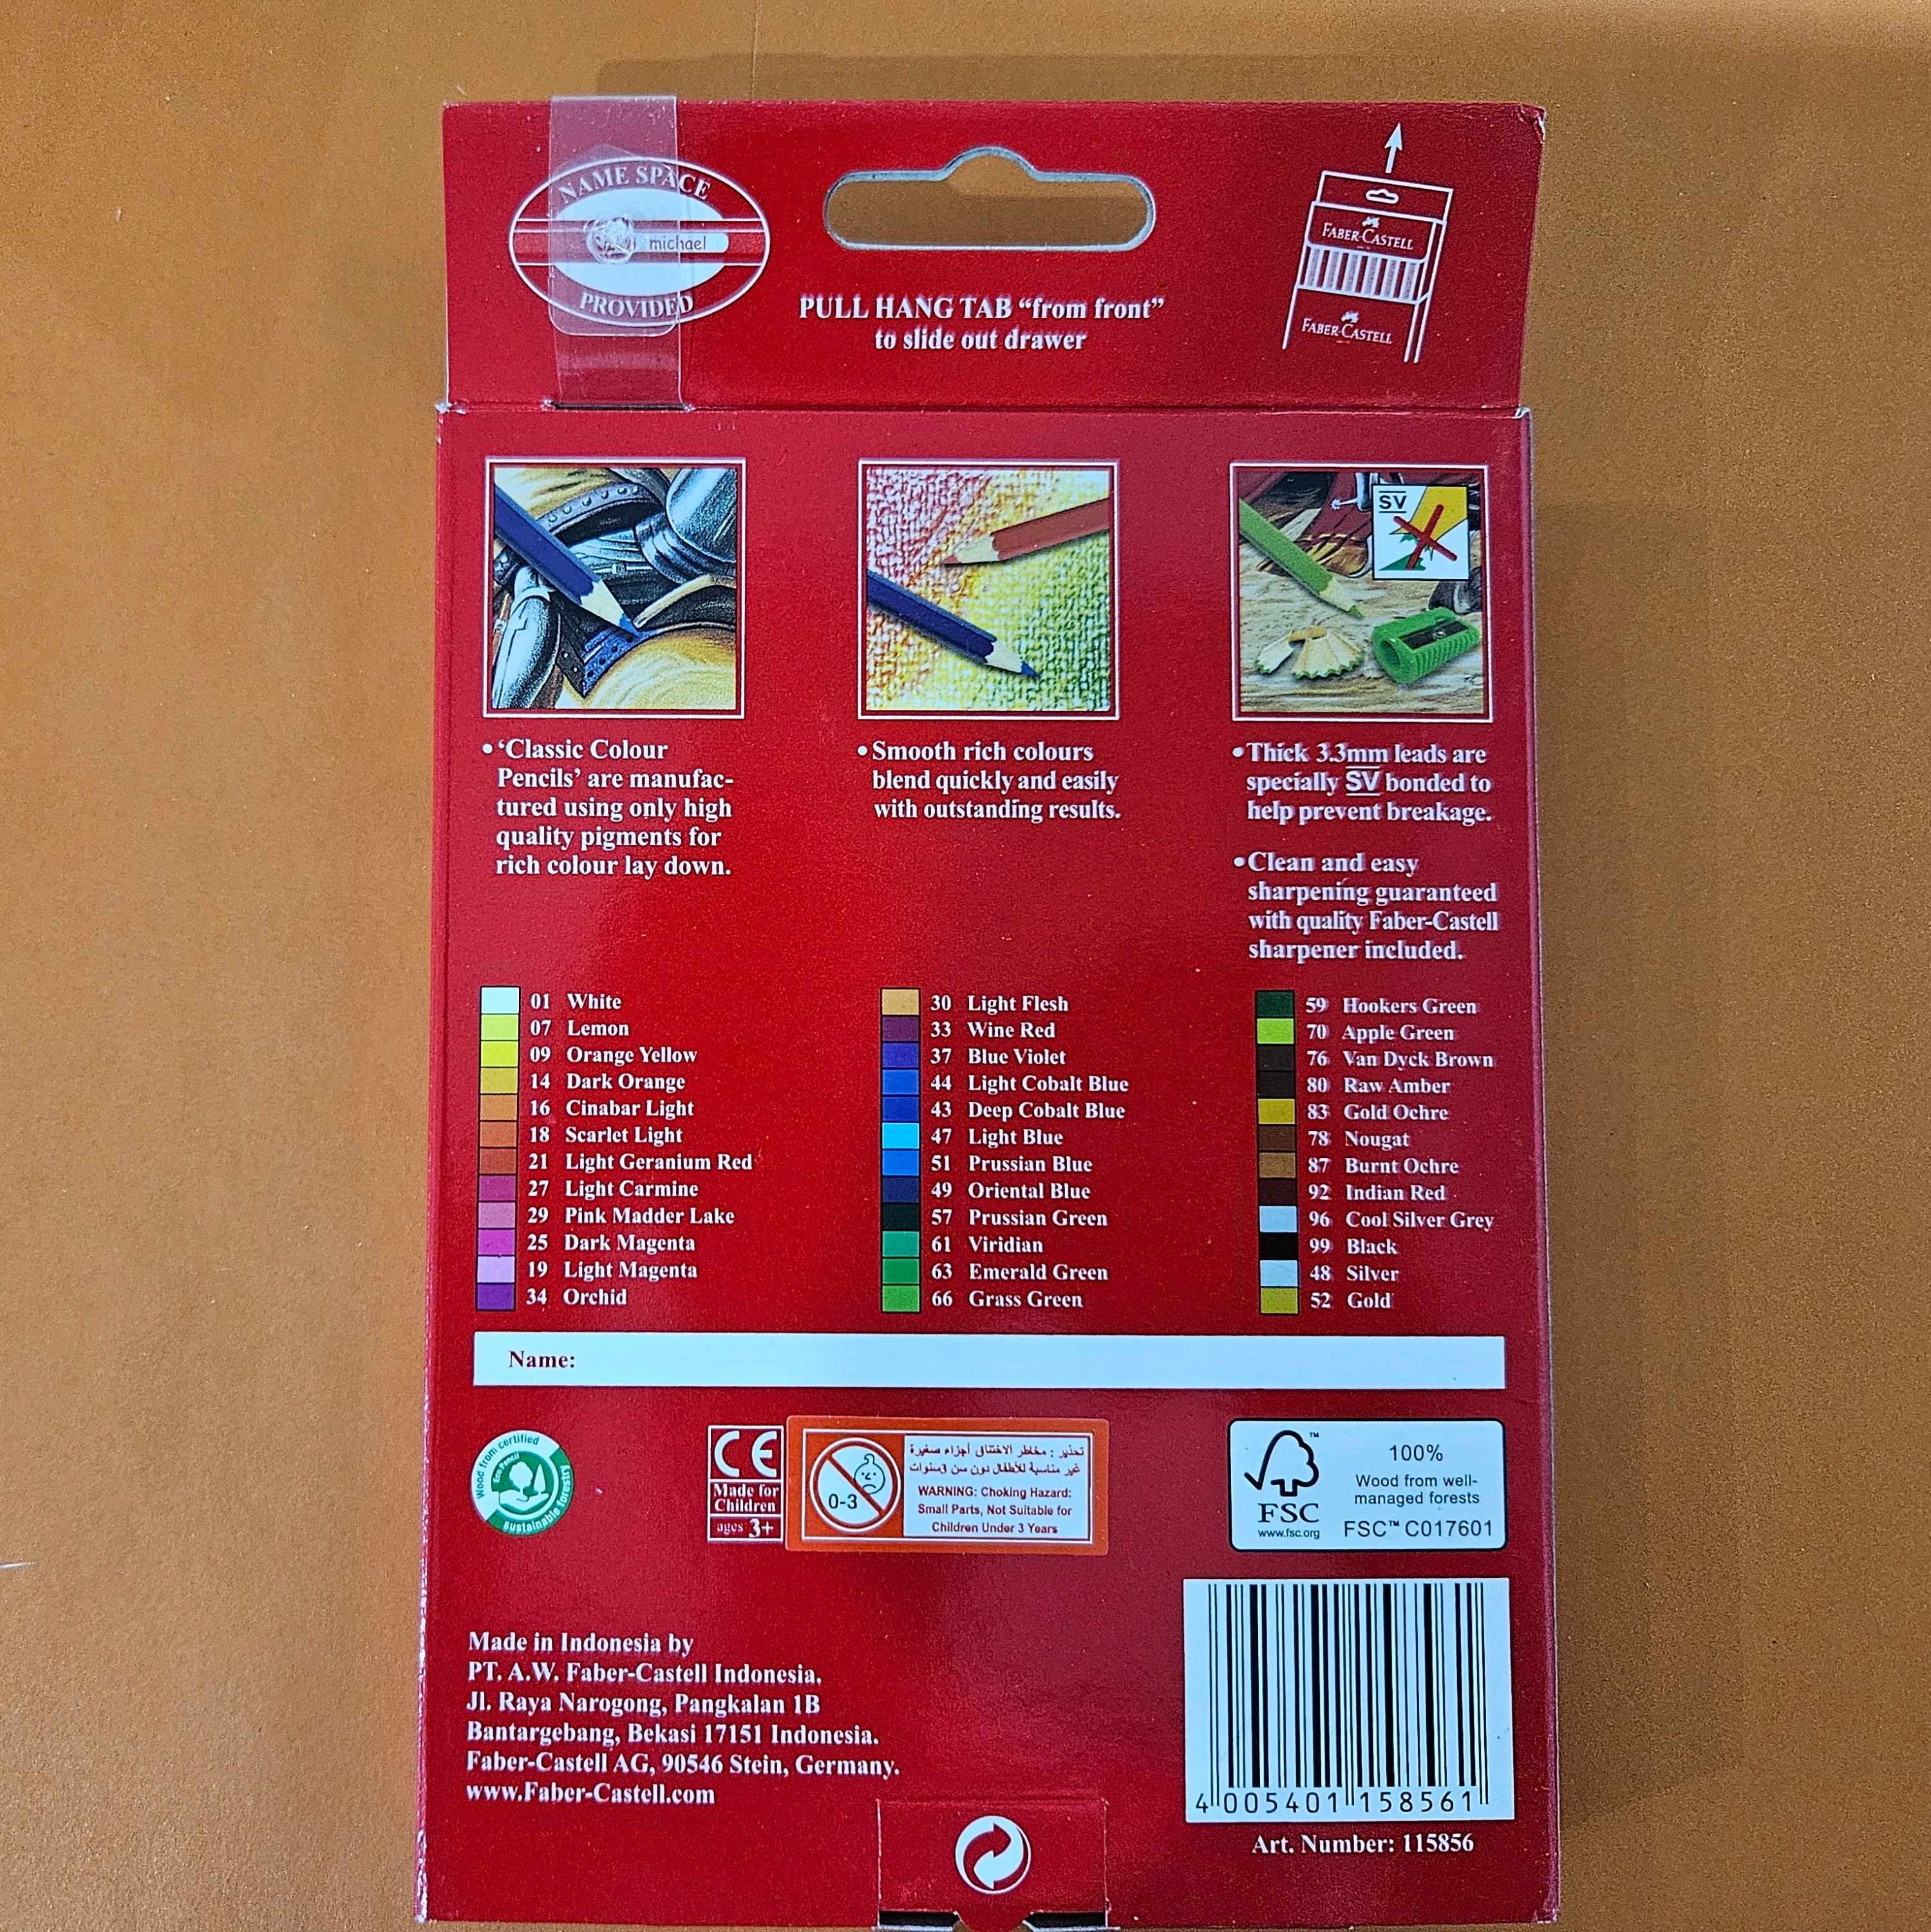 NAME SPACE
michael
PROVIDED
PULL HANG TAB “from front”
to slide out drawer
FABER-CASTELL
FABER-CASTELL
SV
• ‘Classic Colour
Pencils’ are manufac-
tured using only high
quality pigments for
rich colour lay down.
• Smooth rich colours
blend quickly and easily
with outstanding results.
• Thick 3.3mm leads are
specially SV bonded to
help prevent breakage.
• Clean and easy
sharpening guaranteed
with quality Faber-Castell
sharpener included.
01 White
07 Lemon
09 Orange Yellow
14 Dark Orange
16 Cinabar Light
18 Scarlet Light
21 Light Geranium Red
27 Light Carmine
29 Pink Madder Lake
25 Dark Magenta
19 Light Magenta
34 Orchid
30 Light Flesh
33 Wine Red
37 Blue Violet
44 Light Cobalt Blue
43 Deep Cobalt Blue
47 Light Blue
51 Prussian Blue
49 Oriental Blue
57 Prussian Green
61 Viridian
63 Emerald Green
66 Grass Green
59 Hookers Green
70 Apple Green
76 Van Dyck Brown
80 Raw Amber
83 Gold Ochre
78 Nougat
87 Burnt Ochre
92 Indian Red
96 Cool Silver Grey
99 Black
48 Silver
52 Gold
Name:
Wood from certified
Eco Pencil
sustainable forestry
CE
Made for
Children
ages 3+
0-3
تحذير : مخاطر الاختناق أجزاء صغيرة
غير مناسبة للأطفال دون سن ٣سنوات
WARNING: Choking Hazard:
Small Parts, Not Suitable for
Children Under 3 Years
FSC
www.fsc.org
100%
Wood from well-
managed forests
FSC™ C017601
Made in Indonesia by
PT. A.W. Faber-Castell Indonesia.
Jl. Raya Narogong, Pangkalan 1B
Bantargebang, Bekasi 17151 Indonesia.
Faber-Castell AG, 90546 Stein, Germany.
www.Faber-Castell.com
4 005401 158561
Art. Number: 115856